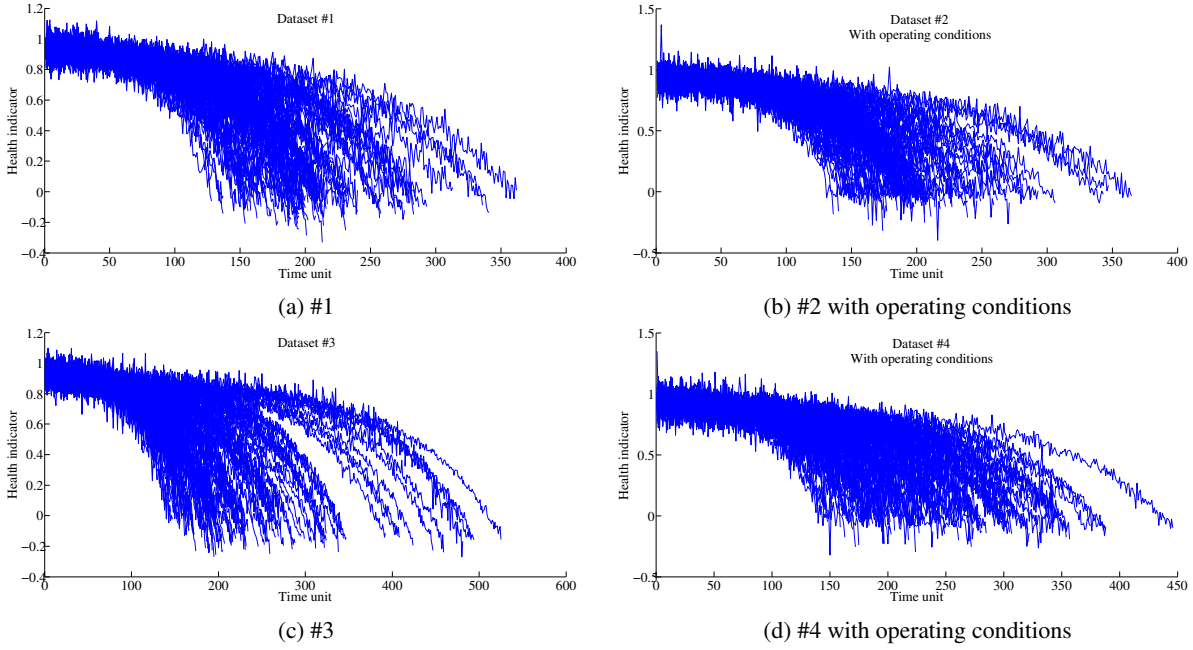 Dataset #1
1.2
1
0.8
0.6
0.4
0.2
0
−0.2
−0.4
Health indicator
0 50 100 150 200 250 300 350 400
Time unit
(a) #1
Dataset #2
With operating conditions
1.5
1
0.5
0
−0.5
Health indicator
0 50 100 150 200 250 300 350 400
Time unit
(b) #2 with operating conditions
Dataset #3
1.2
1
0.8
0.6
0.4
0.2
0
−0.2
−0.4
Health indicator
0 100 200 300 400 500 600
Time unit
(c) #3
Dataset #4
With operating conditions
1.5
1
0.5
0
−0.5
Health indicator
0 50 100 150 200 250 300 350 400 450
Time unit
(d) #4 with operating conditions